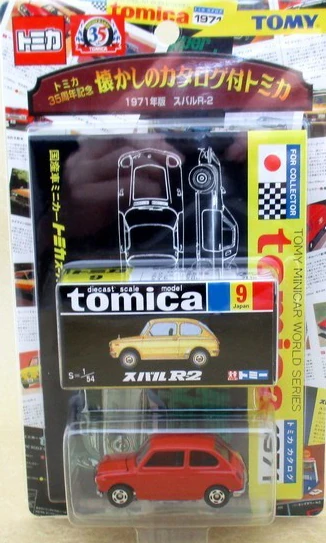 トミカ
35
TOMICA
tomica
1971
TOMY
トミカ
35周年記念
懐かしのカタログ付トミカ
1971年版 スバルR-2
国産車ミニカー トミカ
FOR COLLECTOR
TOMY MINICAR WORLD SERIES
トミカ カタログ
1971
9
diecast scale model
tomica
9
Japan
S=1/54
スバル R-2
トミー